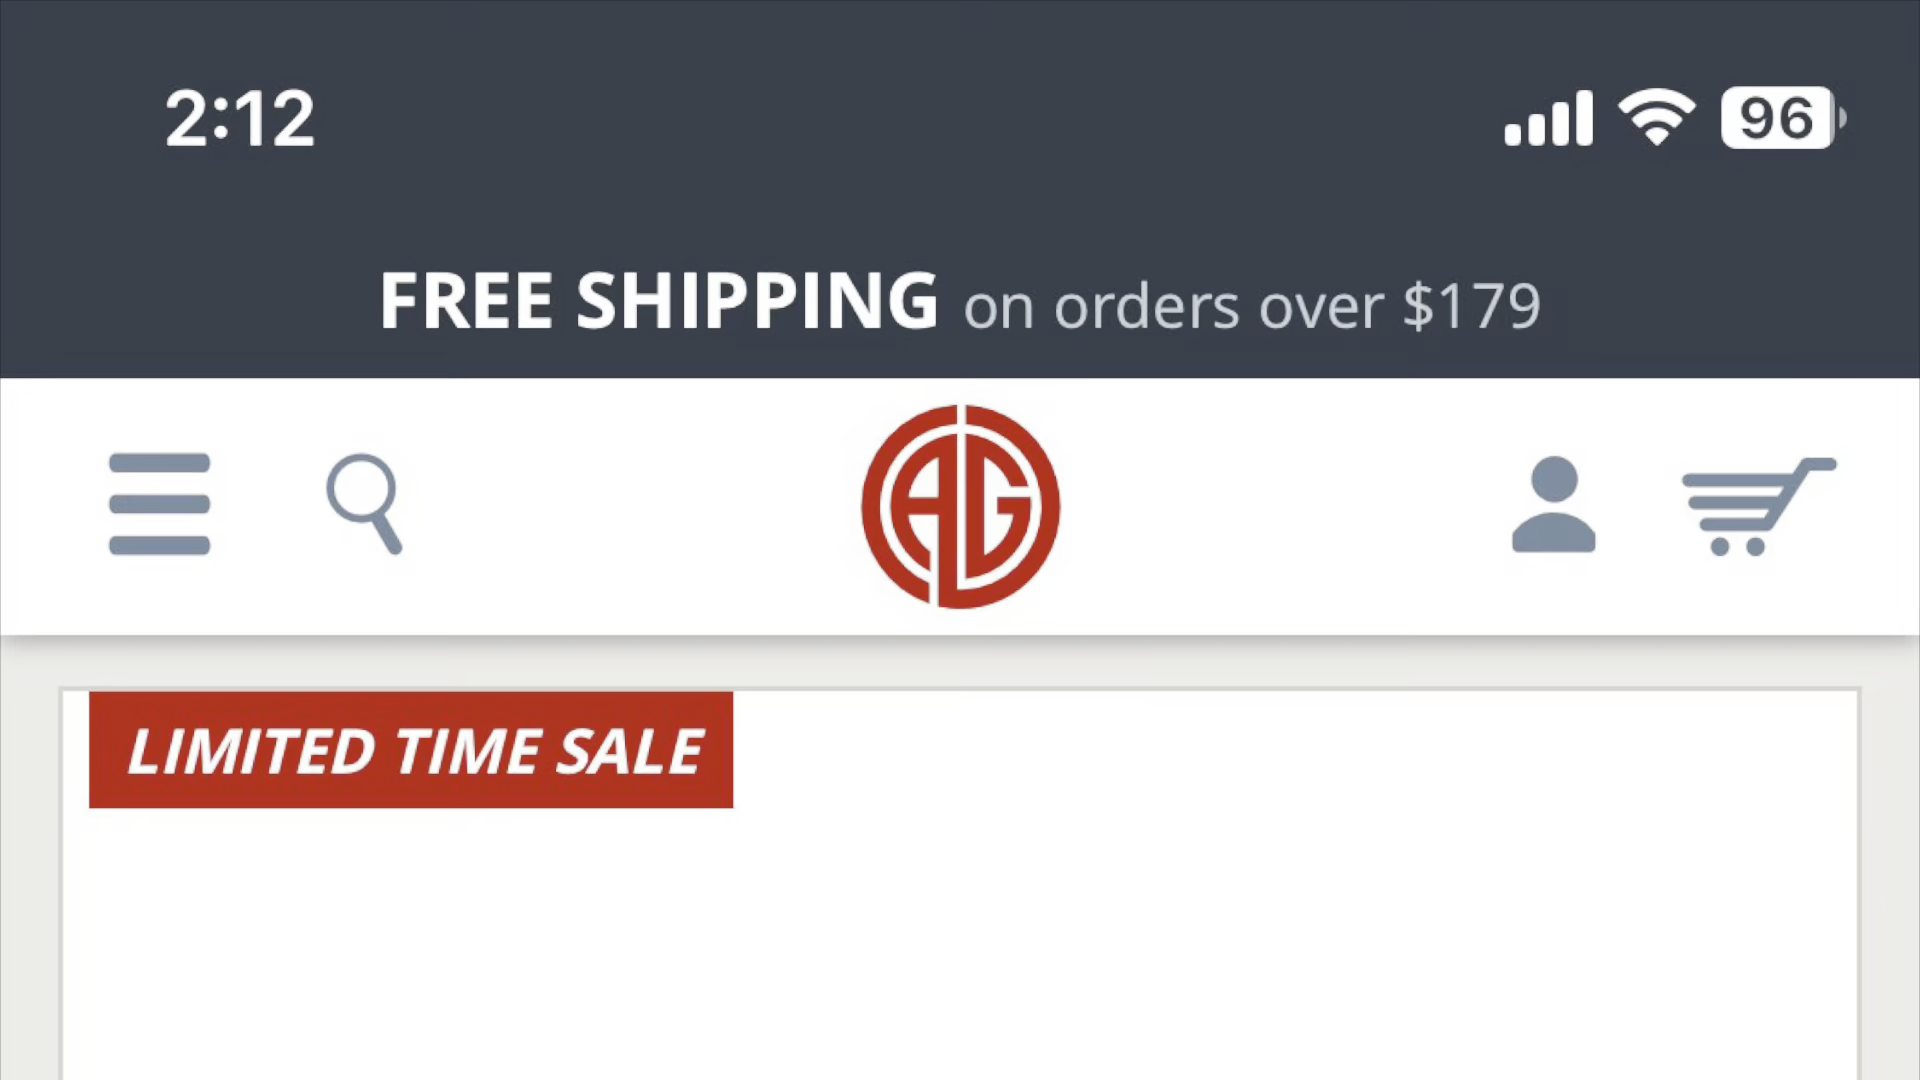 2:12
96
FREE SHIPPING on orders over $179
AG
LIMITED TIME SALE